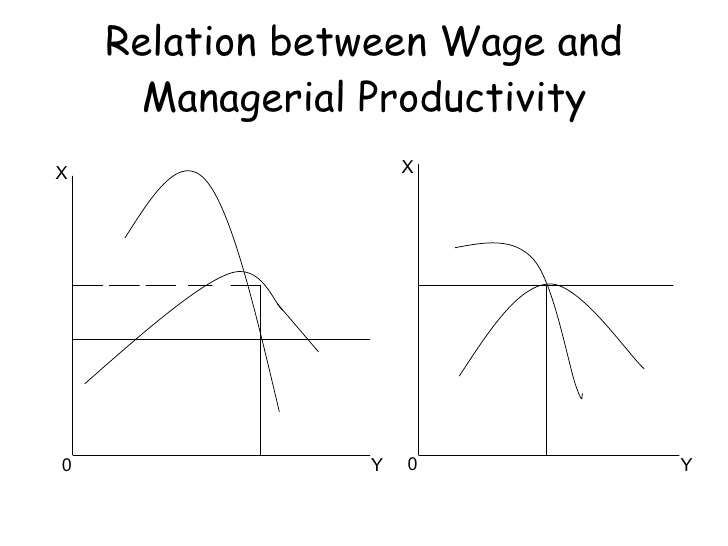 Relation between Wage and
Managerial Productivity
X
X
0
Y
0
Y